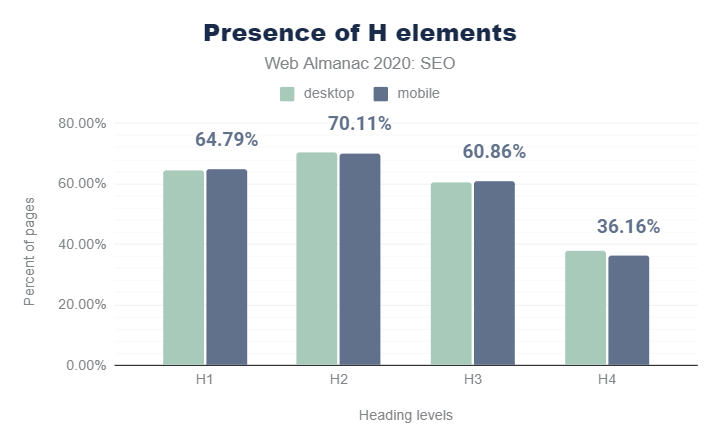 Presence of H elements
Web Almanac 2020: SEO
desktop mobile
80.00%
60.00%
40.00%
20.00%
0.00%
Percent of pages
64.79%
70.11%
60.86%
36.16%
H1 H2 H3 H4
Heading levels